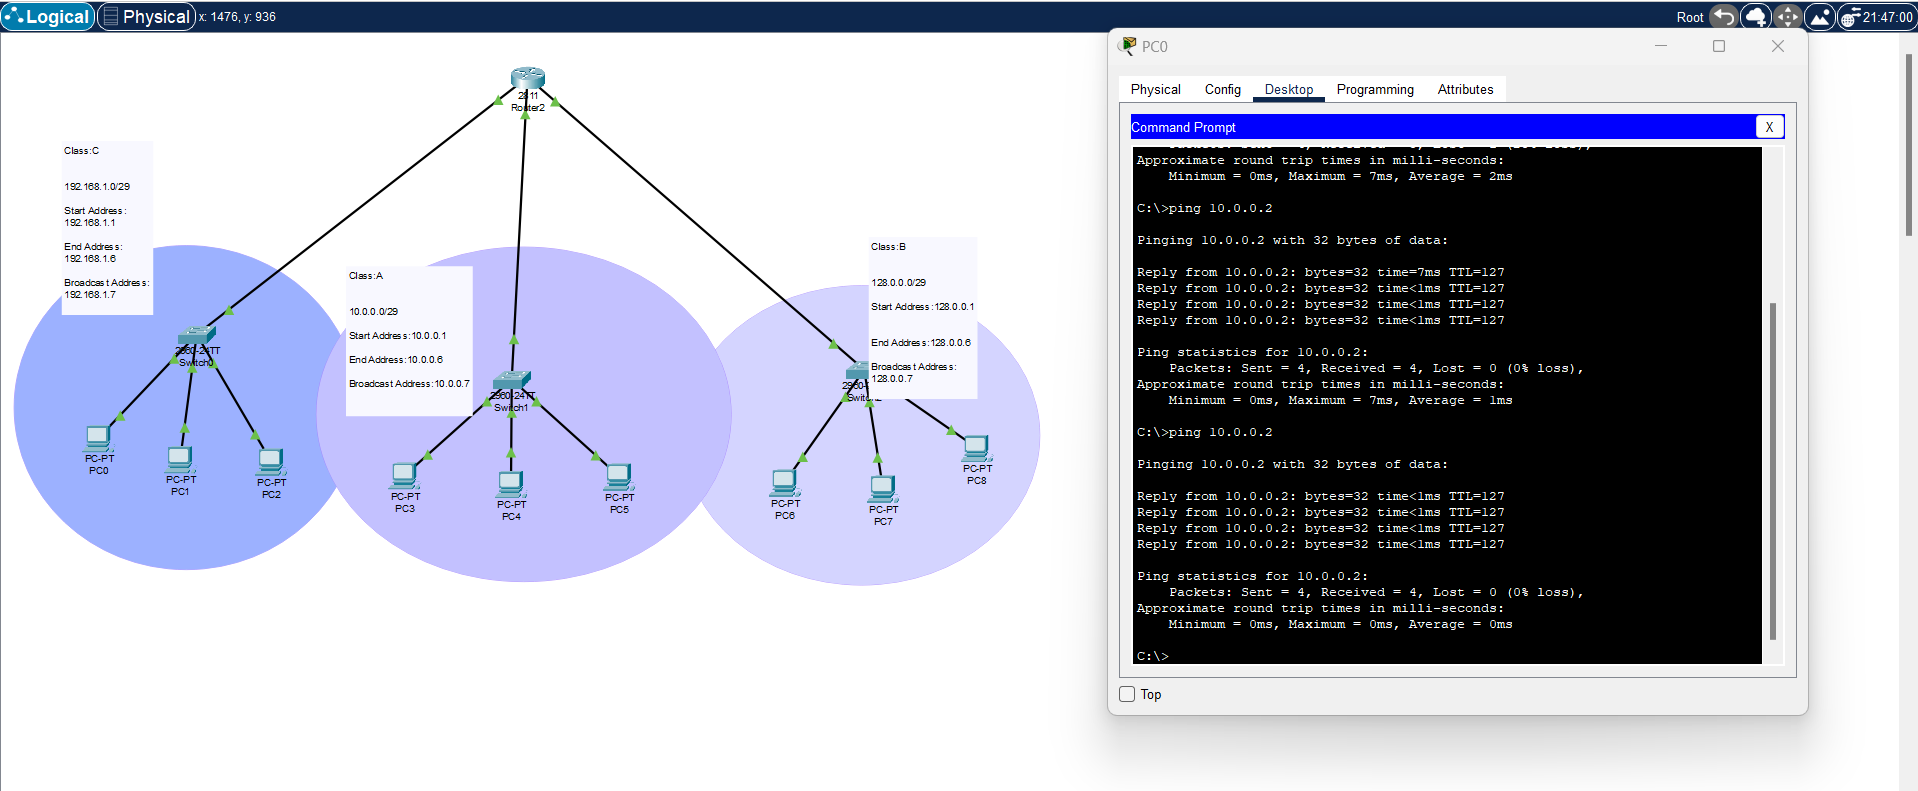 Logical
Physical
x: 1476, y: 936
Root
21:47:00
2811
Router2
Class:C
192.168.1.0/29
Start Address:
192.168.1.1
End Address:
192.168.1.6
Broadcast Address:
192.168.1.7
Class:A
10.0.0.0/29
Start Address:10.0.0.1
End Address:10.0.0.6
Broadcast Address:10.0.0.7
Class:B
128.0.0.0/29
Start Address:128.0.0.1
End Address:128.0.0.6
Broadcast Address:
128.0.0.7
2960-24TT
Switch0
2960-24TT
Switch1
PC-PT
PC0
PC-PT
PC1
PC-PT
PC2
PC-PT
PC3
PC-PT
PC4
PC-PT
PC5
PC-PT
PC6
PC-PT
PC7
PC-PT
PC8
PC0
Physical
Config
Desktop
Programming
Attributes
Command Prompt
X
Approximate round trip times in milli-seconds:
Minimum = 0ms, Maximum = 7ms, Average = 2ms
C:\>ping 10.0.0.2
Pinging 10.0.0.2 with 32 bytes of data:
Reply from 10.0.0.2: bytes=32 time=7ms TTL=127
Reply from 10.0.0.2: bytes=32 time<1ms TTL=127
Reply from 10.0.0.2: bytes=32 time<1ms TTL=127
Reply from 10.0.0.2: bytes=32 time<1ms TTL=127
Ping statistics for 10.0.0.2:
Packets: Sent = 4, Received = 4, Lost = 0 (0% loss),
Approximate round trip times in milli-seconds:
Minimum = 0ms, Maximum = 7ms, Average = 1ms
C:\>ping 10.0.0.2
Pinging 10.0.0.2 with 32 bytes of data:
Reply from 10.0.0.2: bytes=32 time<1ms TTL=127
Reply from 10.0.0.2: bytes=32 time<1ms TTL=127
Reply from 10.0.0.2: bytes=32 time<1ms TTL=127
Reply from 10.0.0.2: bytes=32 time<1ms TTL=127
Ping statistics for 10.0.0.2:
Packets: Sent = 4, Received = 4, Lost = 0 (0% loss),
Approximate round trip times in milli-seconds:
Minimum = 0ms, Maximum = 0ms, Average = 0ms
C:\>
Top